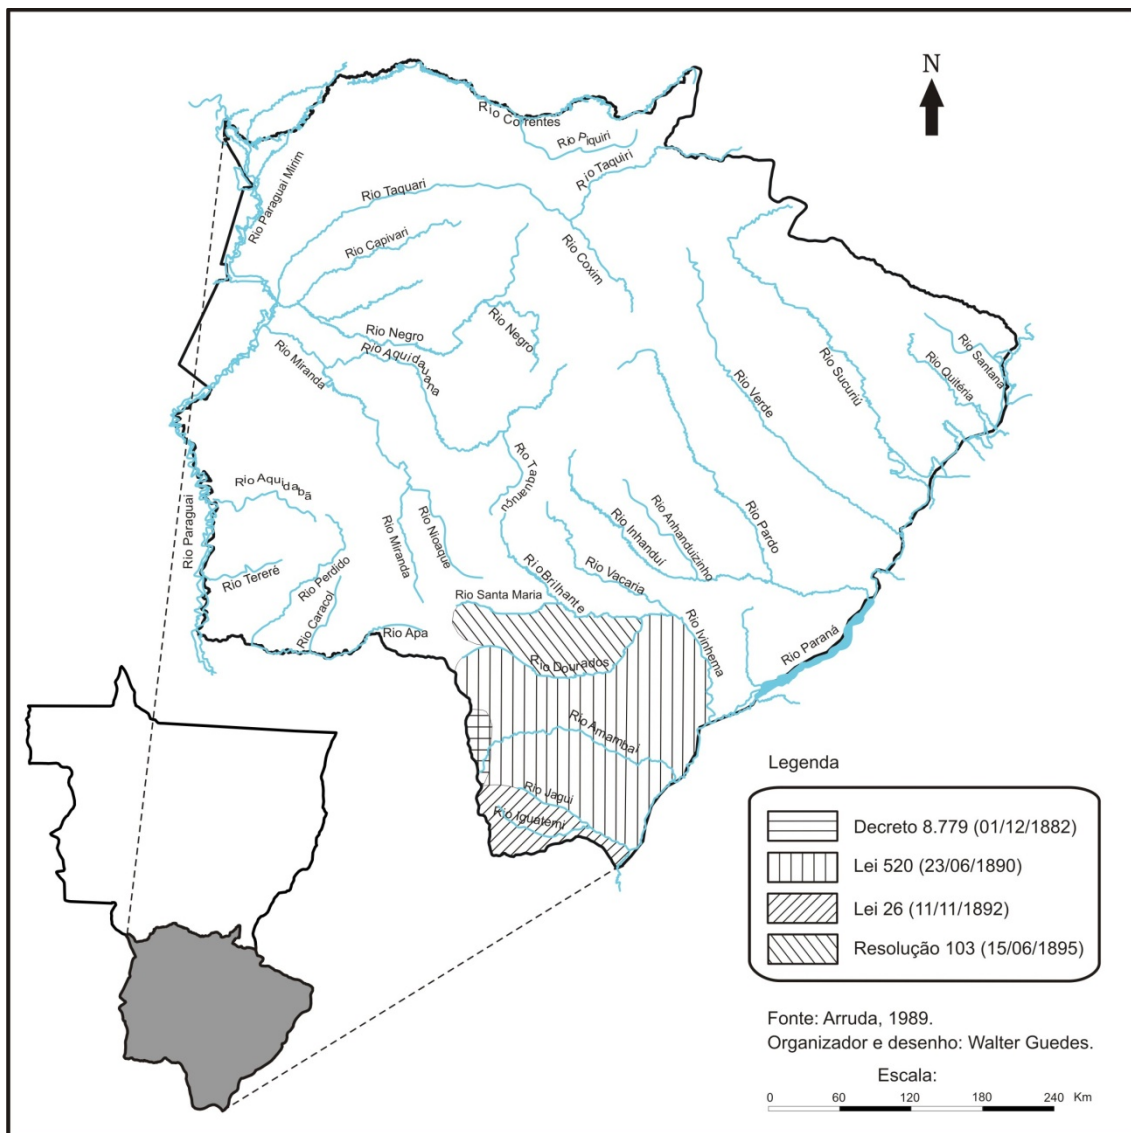 N
Rio Correntes
Rio Piquiri
Rio Taquiri
Rio Paraguai Mirim
Rio Taquari
Rio Capivari
Rio Coxim
Rio Negro
Rio Negro
Rio Aquidauana
Rio Miranda
Rio Verde
Rio Sucuriú
Rio Santana
Rio Quitéria
Rio Taquaruçu
Rio Aquidabã
Rio Paraguai
Rio Tereré
Rio Perdido
Rio Caracol
Rio Miranda
Rio Nioaque
Rio Apa
Rio Inhanduí
Rio Anhanduizinho
Rio Pardo
Rio Brilhante
Rio Vacaria
Rio Santa Maria
Rio Ivinhema
Rio Paraná
Rio Dourados
Rio Amambaí
Rio Jagui
Rio Iguatemi
Legenda
Decreto 8.779 (01/12/1882)
Lei 520 (23/06/1890)
Lei 26 (11/11/1892)
Resolução 103 (15/06/1895)
Fonte: Arruda, 1989.
Organizador e desenho: Walter Guedes.
Escala:
0 60 120 180 240 Km